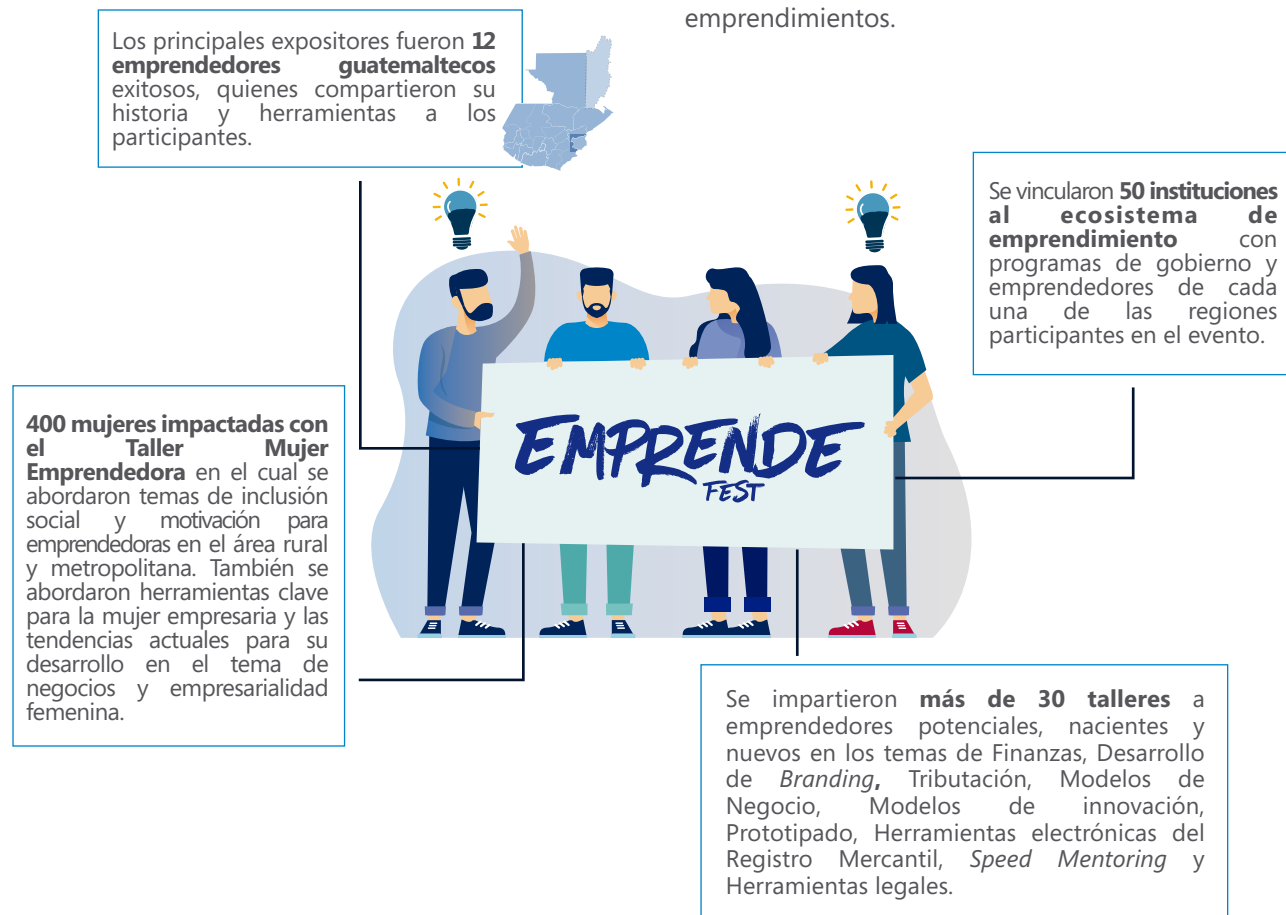 emprendimientos.
Los principales expositores fueron 12
emprendedores guatemaltecos
exitosos, quienes compartieron su
historia y herramientas a los
participantes.
Se vincularon 50 instituciones
al ecosistema de
emprendimiento con
programas de gobierno y
emprendedores de cada
una de las regiones
participantes en el evento.
400 mujeres impactadas con
el Taller Mujer
Emprendedora en el cual se
abordaron temas de inclusión
social y motivación para
emprendedoras en el área rural
y metropolitana. También se
abordaron herramientas clave
para la mujer empresaria y las
tendencias actuales para su
desarrollo en el tema de
negocios y empresarialidad
femenina.
EMPRENDE
FEST
Se impartieron más de 30 talleres a
emprendedores potenciales, nacientes y
nuevos en los temas de Finanzas, Desarrollo
de Branding, Tributación, Modelos de
Negocio, Modelos de innovación,
Prototipado, Herramientas electrónicas del
Registro Mercantil, Speed Mentoring y
Herramientas legales.